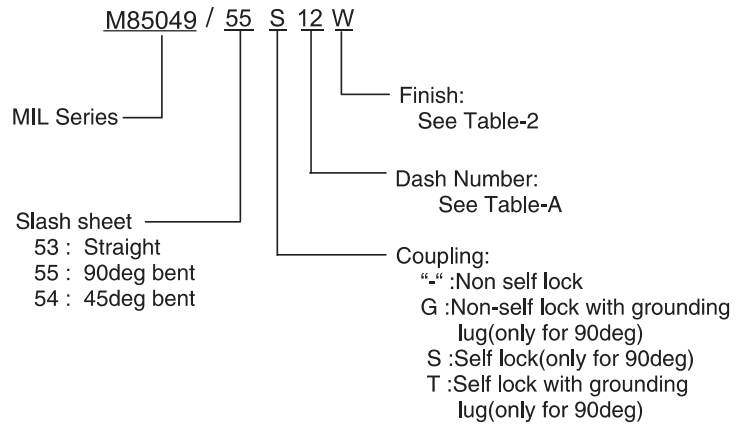 M85049 / 55 S 12 W
Finish:
See Table-2
MIL Series
Dash Number:
See Table-A
Slash sheet
53 : Straight
55 : 90deg bent
54 : 45deg bent
Coupling:
“-“ :Non self lock
G :Non-self lock with grounding
lug(only for 90deg)
S :Self lock(only for 90deg)
T :Self lock with grounding
lug(only for 90deg)